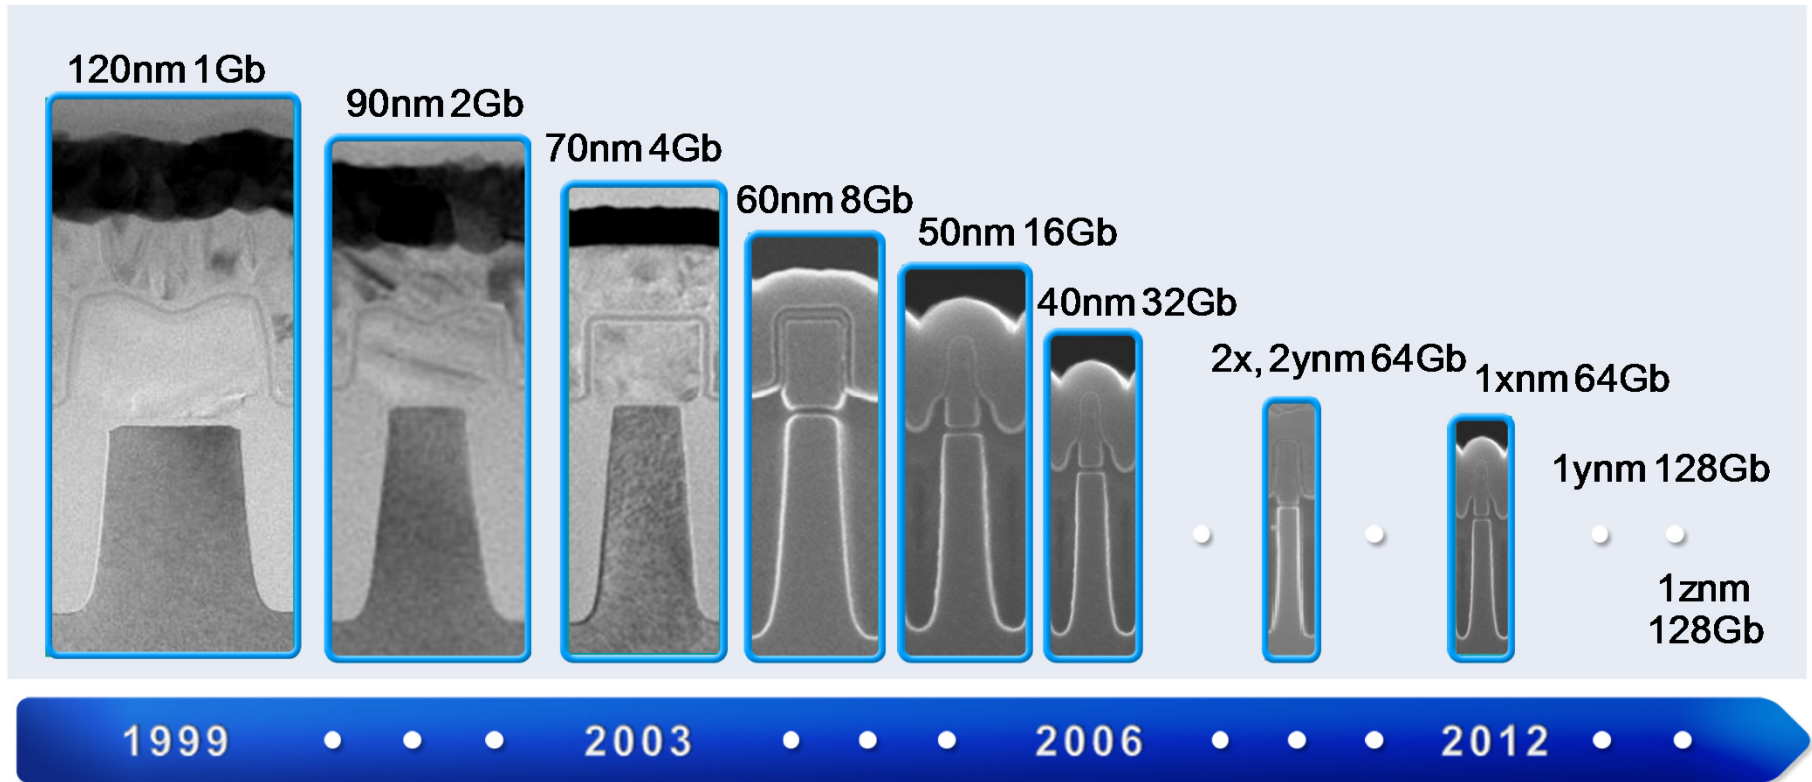 120nm 1Gb
90nm 2Gb
70nm 4Gb
60nm 8Gb
50nm 16Gb
40nm 32Gb
2x, 2ynm 64Gb
1xnm 64Gb
1ynm 128Gb
1znm
128Gb
1999
2003
2006
2012